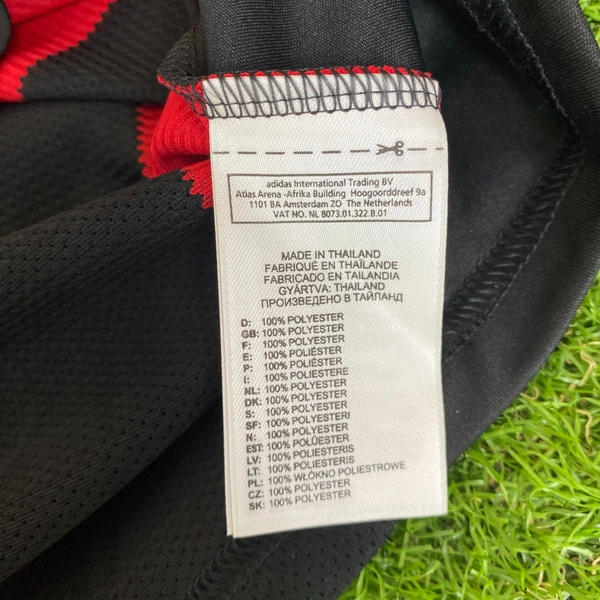 adidas International Trading BV
Atlas Arena -Afrika Building Hoogoorddreef 9a
1101 BA Amsterdam ZO The Netherlands
VAT NO. NL 8073.01.322.B.01
MADE IN THAILAND
FABRIQUÉ EN THAÏLANDE
FABRICADO EN TAILANDIA
GYÁRTVA: THAILAND
ПРОИЗВЕДЕНО В ТАЙЛАНД
D: 100% POLYESTER
GB: 100% POLYESTER
F: 100% POLYESTER
E: 100% POLIÉSTER
P: 100% POLIÉSTER
I: 100% POLIESTERE
NL: 100% POLYESTER
DK: 100% POLYESTER
S: 100% POLYESTER
SF: 100% POLYESTERI
N: 100% POLYESTER
EST: 100% POLÜESTER
LV: 100% POLIESTERIS
LT: 100% POLIESTERIS
PL: 100% WŁÓKNO POLIESTROWE
CZ: 100% POLYESTER
SK: 100% POLYESTER